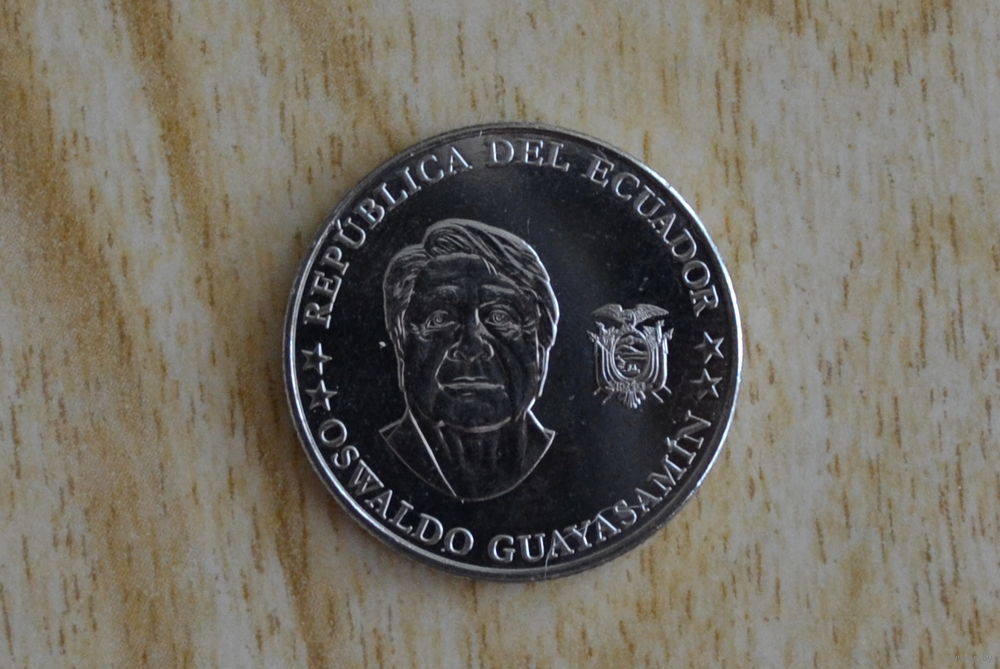 REPÚBLICA DEL ECUADOR
OSWALDO GUAYASAMÍN